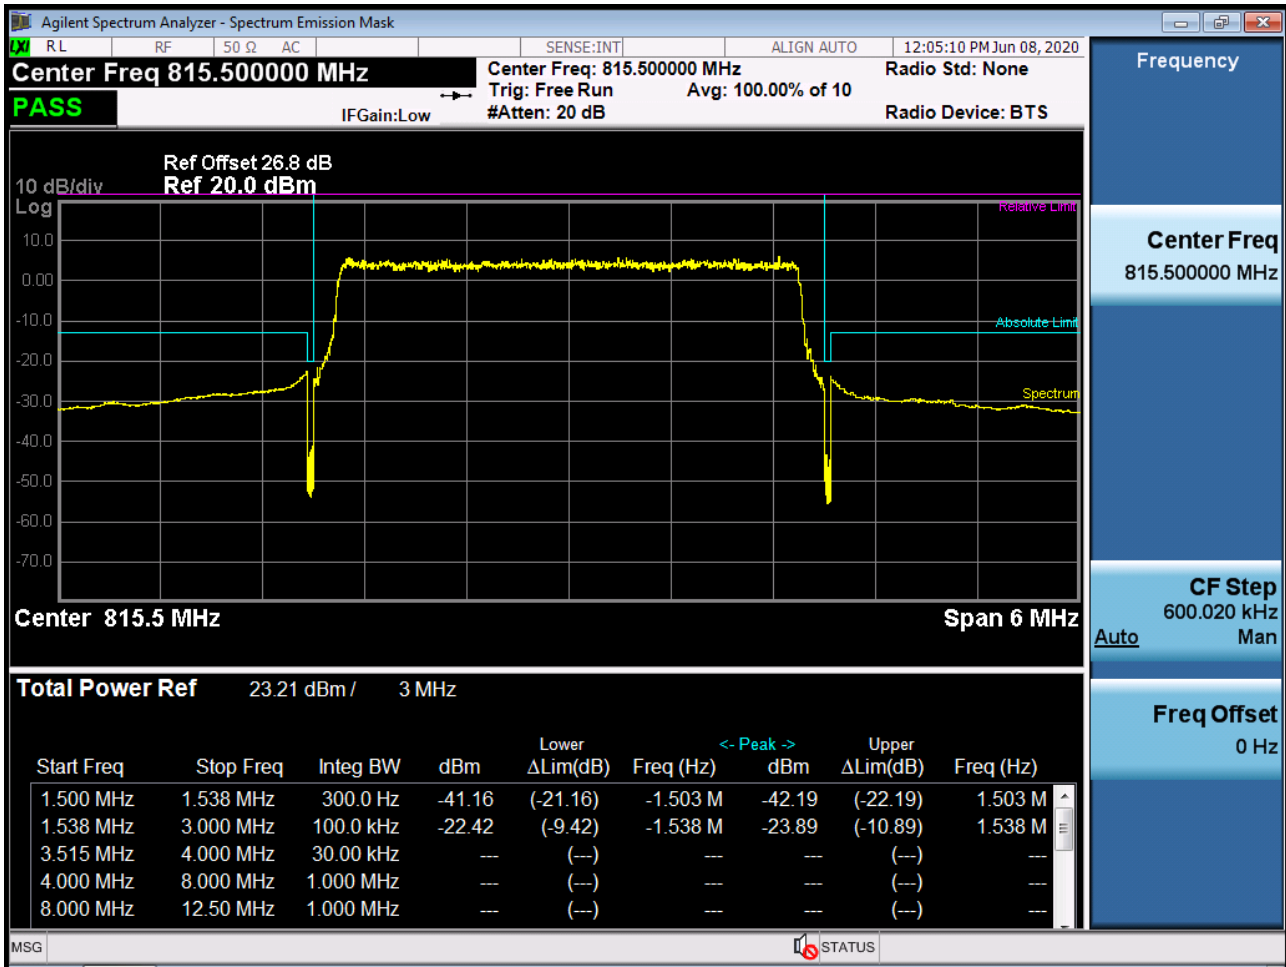 Agilent Spectrum Analyzer - Spectrum Emission Mask
LXI RL RF 50 Ω AC SENSE:INT ALIGN AUTO 12:05:10 PM Jun 08, 2020
Center Freq 815.500000 MHz
Center Freq: 815.500000 MHz Radio Std: None
Trig: Free Run Avg: 100.00% of 10
PASS
IFGain:Low #Atten: 20 dB Radio Device: BTS
Ref Offset 26.8 dB
10 dB/div Ref 20.0 dBm
Log
Relative Limit
10.0
0.00
-10.0
Absolute Limit
-20.0
-30.0
Spectrum
-40.0
-50.0
-60.0
-70.0
Center 815.5 MHz Span 6 MHz
Total Power Ref 23.21 dBm / 3 MHz
Lower <- Peak -> Upper
Start Freq Stop Freq Integ BW dBm ΔLim(dB) Freq (Hz) dBm ΔLim(dB) Freq (Hz)
1.500 MHz 1.538 MHz 300.0 Hz -41.16 (-21.16) -1.503 M -42.19 (-22.19) 1.503 M
1.538 MHz 3.000 MHz 100.0 kHz -22.42 (-9.42) -1.538 M -23.89 (-10.89) 1.538 M
3.515 MHz 4.000 MHz 30.00 kHz --- (---) --- --- (---) ---
4.000 MHz 8.000 MHz 1.000 MHz --- (---) --- --- (---) ---
8.000 MHz 12.50 MHz 1.000 MHz --- (---) --- --- (---) ---
MSG STATUS
Frequency
Center Freq
815.500000 MHz
CF Step
600.020 kHz
Auto Man
Freq Offset
0 Hz